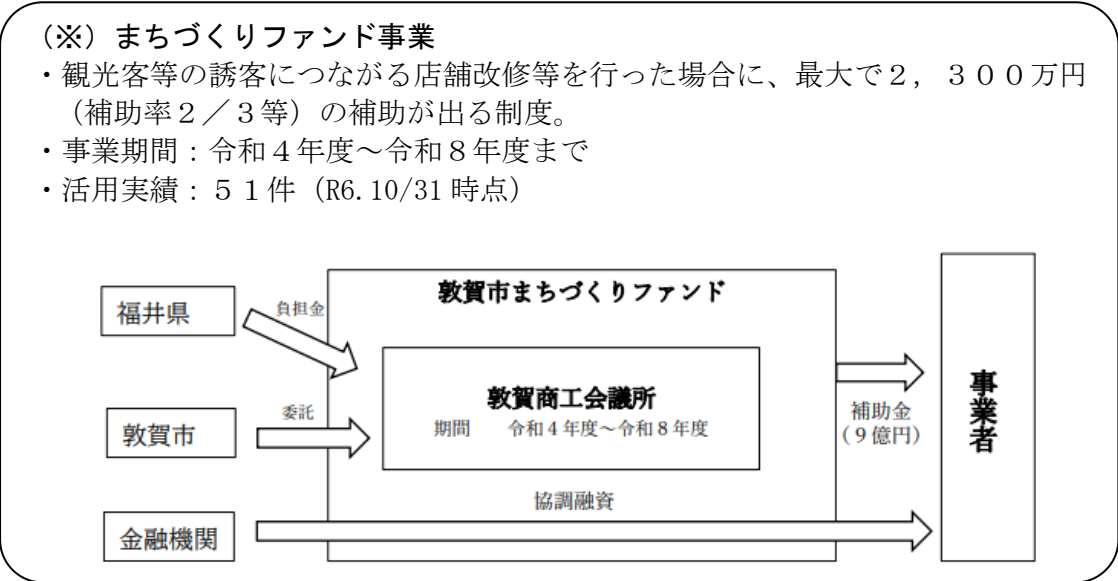 （※）まちづくりファンド事業
・観光客等の誘客につながる店舗改修等を行った場合に、最大で２，３００万円
（補助率２／３等）の補助が出る制度。
・事業期間：令和４年度～令和８年度まで
・活用実績：５１件（R6.10/31 時点）
敦賀市まちづくりファンド
福井県
負担金
敦賀商工会議所
期間　令和４年度～令和８年度
敦賀市
委託
補助金
（９億円）
事業者
協調融資
金融機関